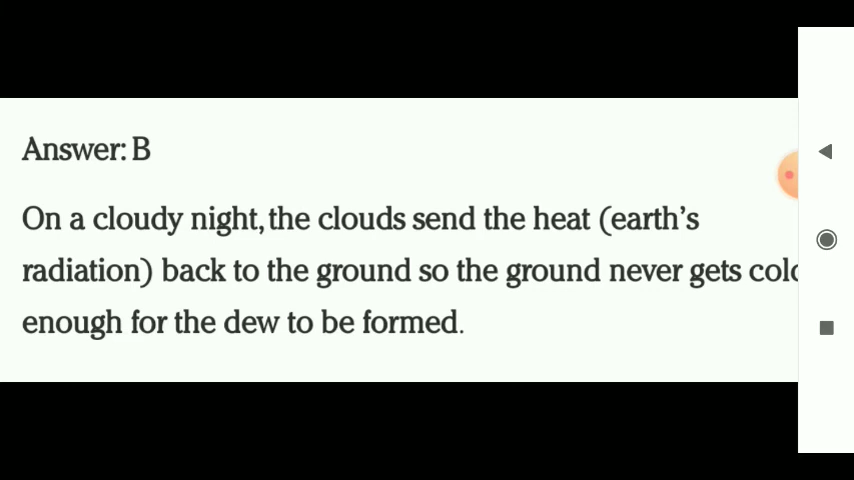 Answer: B
On a cloudy night, the clouds send the heat (earth's
radiation) back to the ground so the ground never gets cold
enough for the dew to be formed.